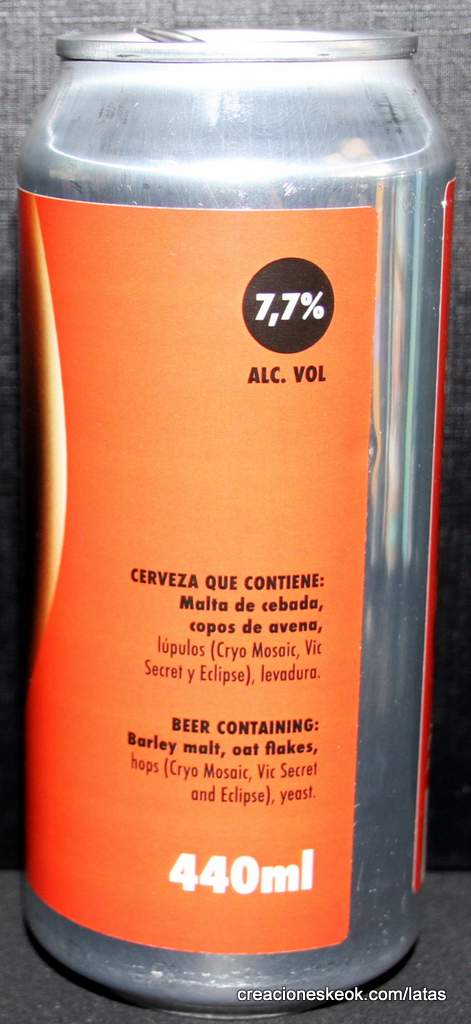 7,7%
ALC. VOL
CERVEZA QUE CONTIENE:
Malta de cebada,
copos de avena,
lúpulos (Cryo Mosaic, Vic
Secret y Eclipse), levadura.
BEER CONTAINING:
Barley malt, oat flakes,
hops (Cryo Mosaic, Vic Secret
and Eclipse), yeast.
440ml
creacioneskeok.com/latas